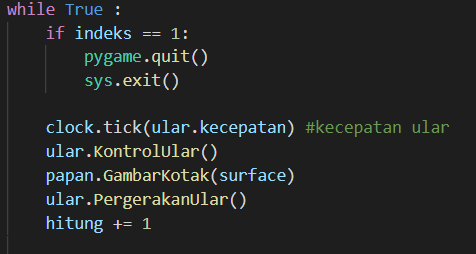 while True :
    if indeks == 1:
        pygame.quit()
        sys.exit()
    clock.tick(ular.kecepatan) #kecepatan ular
    ular.KontrolUlar()
    papan.GambarKotak(surface)
    ular.PergerakanUlar()
    hitung += 1